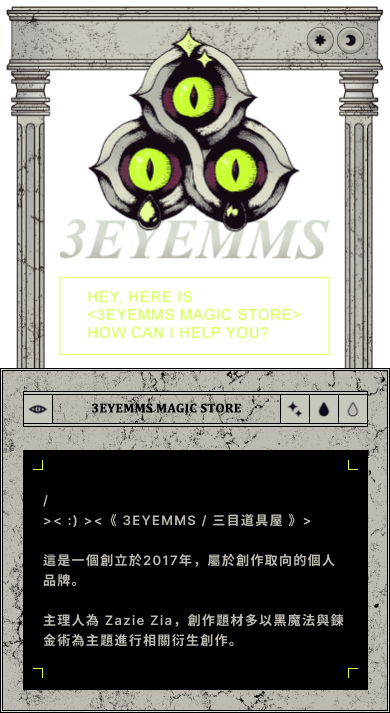 3EYEMMS
HEY, HERE IS
<3EYEMMS MAGIC STORE>
HOW CAN I HELP YOU?
3EYEMMS MAGIC STORE
/
>< :) ><《 3EYEMMS / 三目道具屋 》>
這是一個創立於2017年，屬於創作取向的個人
品牌。
主理人為 Zazie Zia，創作題材多以黑魔法與鍊
金術為主題進行相關衍生創作。